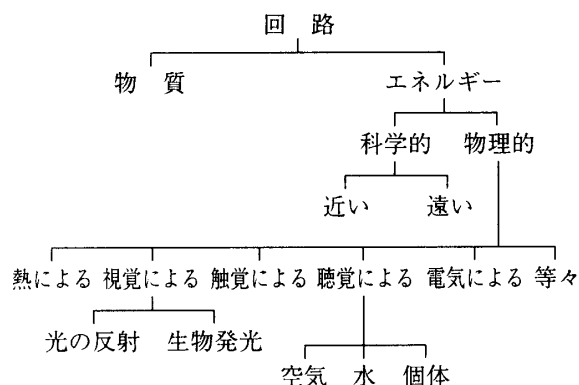 回 路
物 質 エネルギー
科学的 物理的
近い 遠い
熱による 視覚による 触覚による 聴覚による 電気による 等々
光の反射 生物発光
空気 水 個体